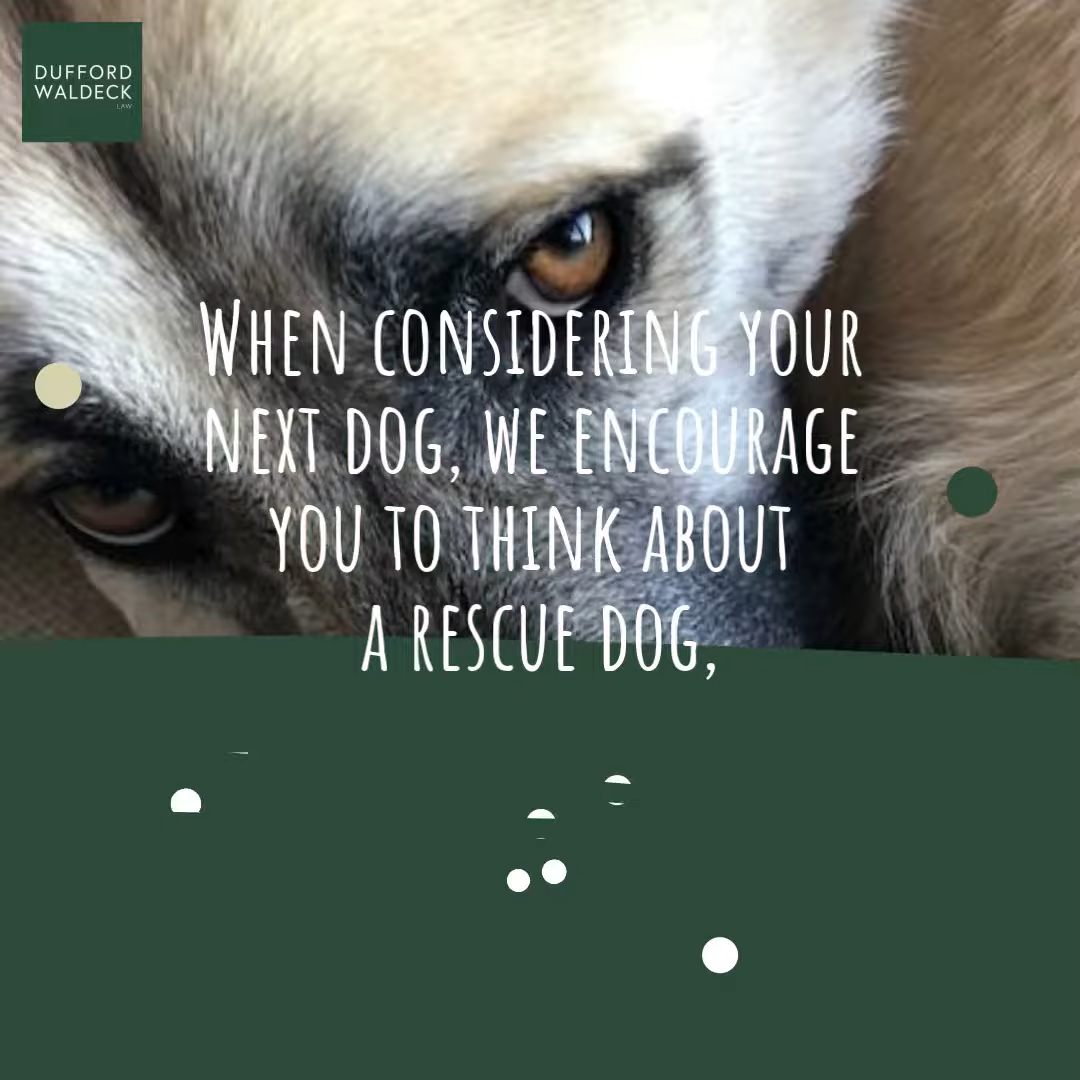 DUFFORD
WALDECK
LAW
When considering your
next dog, we encourage
you to think about
a rescue dog,